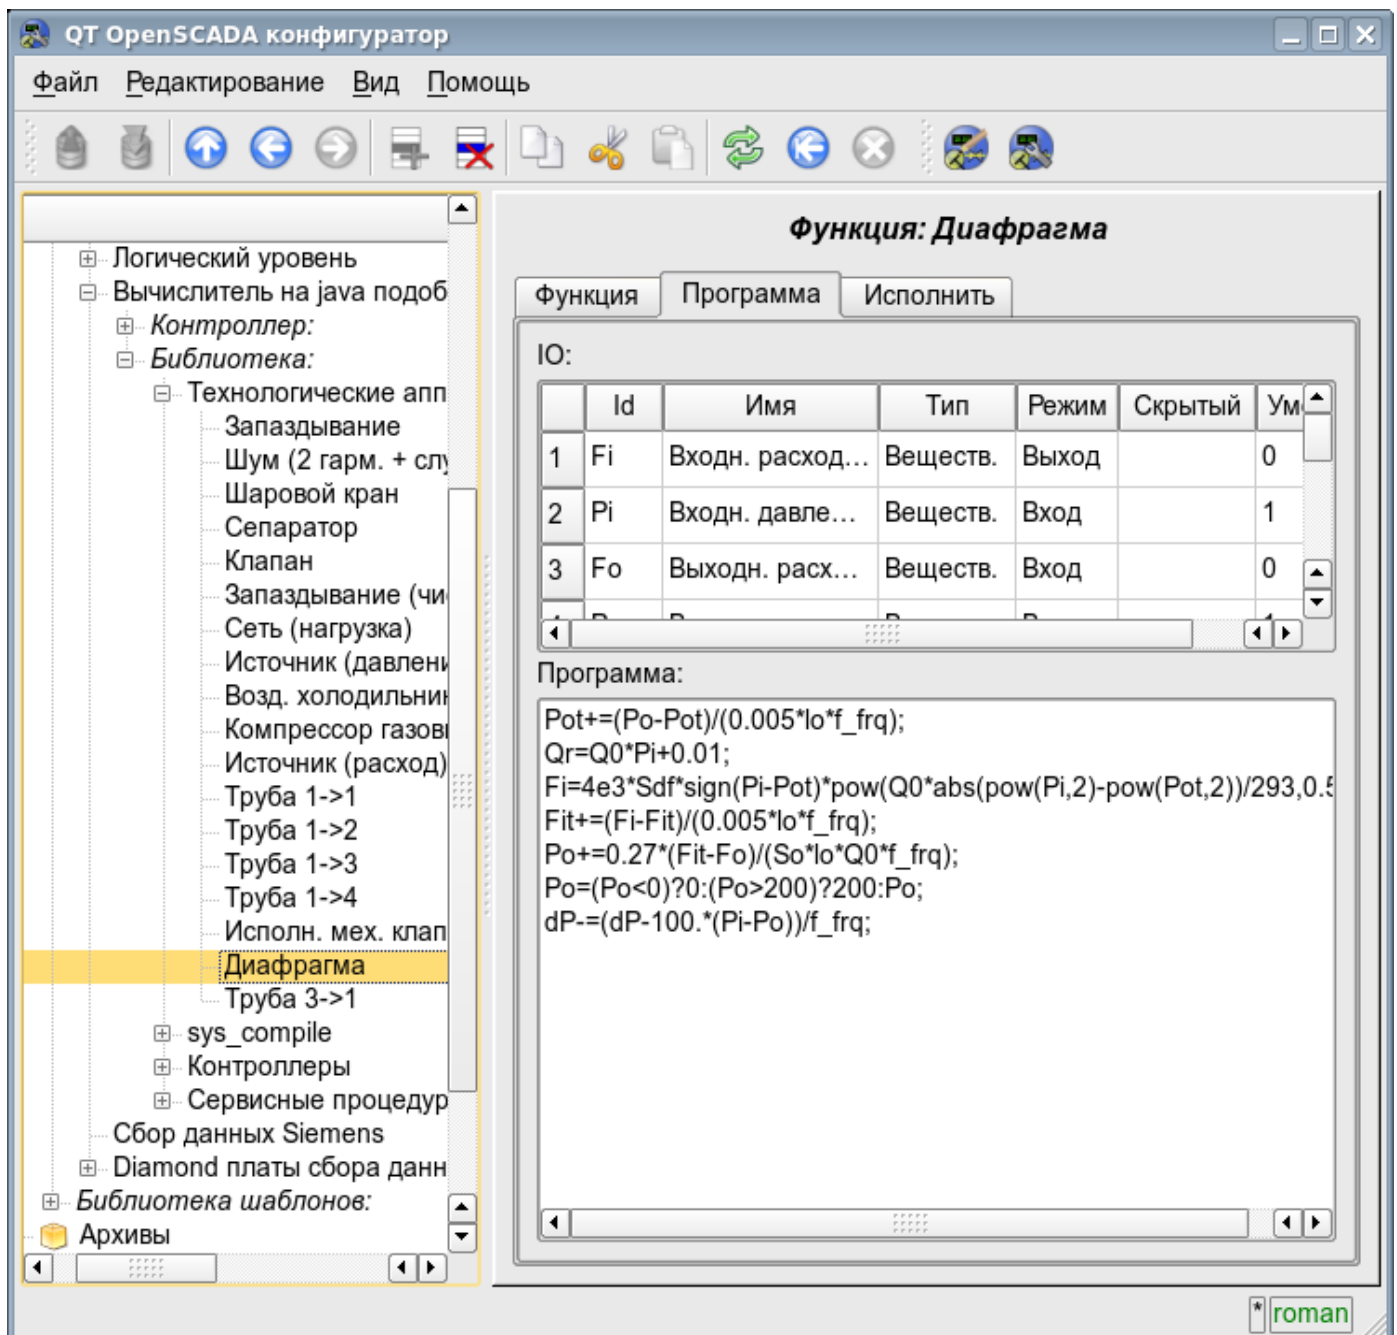 QT OpenSCADA конфигуратор
Файл Редактирование Вид Помощь
Логический уровень
Вычислитель на java подоб
Контроллер:
Библиотека:
Технологические апп
Запаздывание
Шум (2 гарм. + слу
Шаровой кран
Сепаратор
Клапан
Запаздывание (чи
Сеть (нагрузка)
Источник (давлени
Возд. холодильник
Компрессор газовы
Источник (расход)
Труба 1->1
Труба 1->2
Труба 1->3
Труба 1->4
Исполн. мех. клап
Диафрагма
Труба 3->1
sys_compile
Контроллеры
Сервисные процедур
Сбор данных Siemens
Diamond платы сбора данн
Библиотека шаблонов:
Архивы
Функция: Диафрагма
Функция Программа Исполнить
IO:
Id Имя Тип Режим Скрытый Ум
1 Fi Входн. расход... Веществ. Выход 0
2 Pi Входн. давле... Веществ. Вход 1
3 Fo Выходн. расх... Веществ. Вход 0
Программа:
Pot+=(Po-Pot)/(0.005*lo*f_frq);
Qr=Q0*Pi+0.01;
Fi=4e3*Sdf*sign(Pi-Pot)*pow(Q0*abs(pow(Pi,2)-pow(Pot,2))/293,0.5
Fit+=(Fi-Fit)/(0.005*lo*f_frq);
Po+=0.27*(Fit-Fo)/(So*lo*Q0*f_frq);
Po=(Po<0)?0:(Po>200)?200:Po;
dP-=(dP-100.*(Pi-Po))/f_frq;
* roman